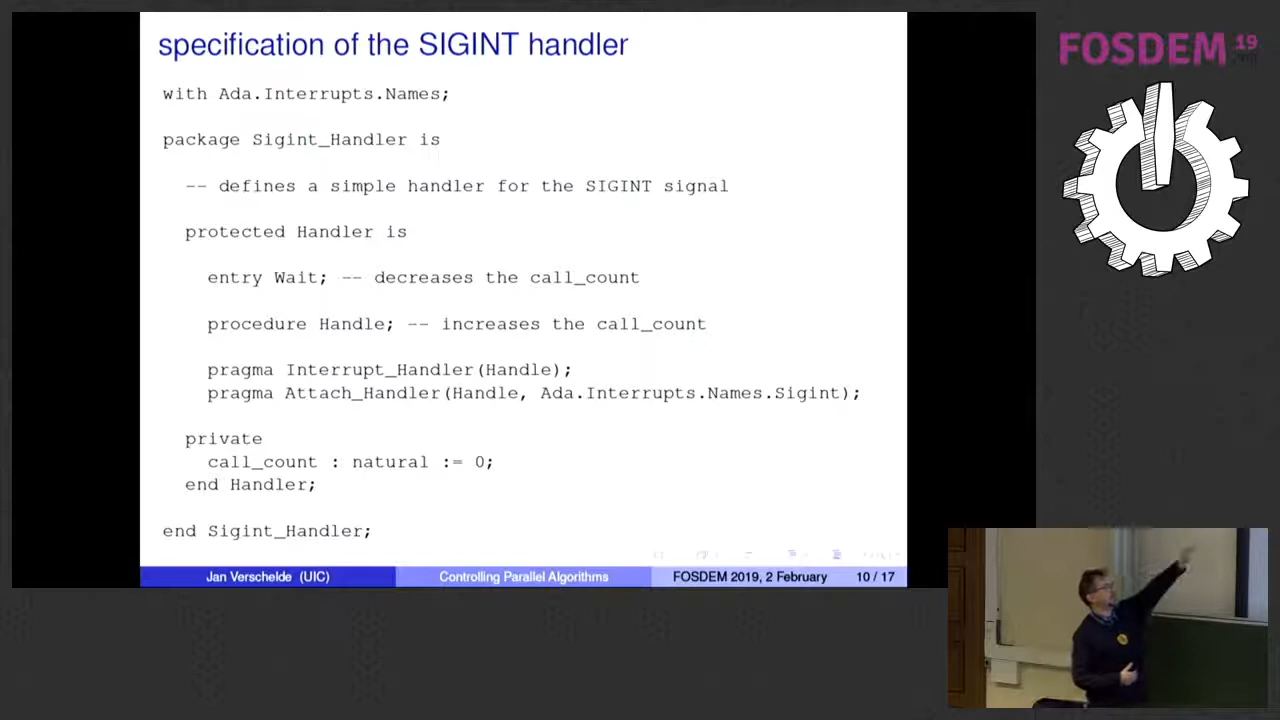 specification of the SIGINT handler
with Ada.Interrupts.Names;
package Sigint_Handler is
-- defines a simple handler for the SIGINT signal
protected Handler is
entry Wait; -- decreases the call_count
procedure Handle; -- increases the call_count
pragma Interrupt_Handler(Handle);
pragma Attach_Handler(Handle, Ada.Interrupts.Names.Sigint);
private
call_count : natural := 0;
end Handler;
end Sigint_Handler;
Jan Verschelde (UIC) Controlling Parallel Algorithms FOSDEM 2019, 2 February 10 / 17
FOSDEM 19